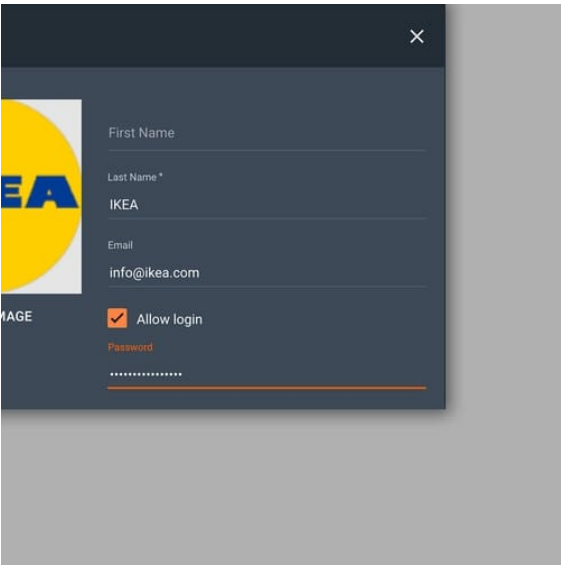 First Name
Last Name *
EA
IKEA
Email
info@ikea.com
MAGE
Allow login
Password
................